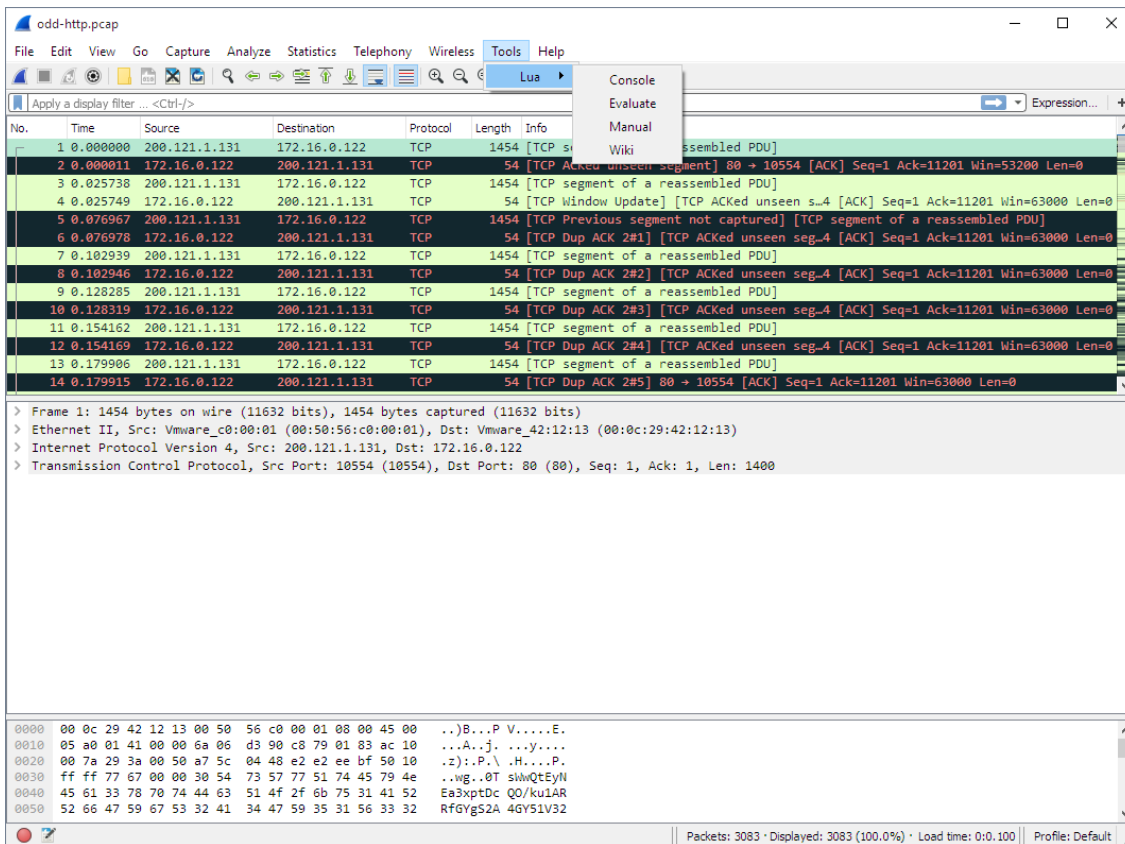 odd-http.pcap
File Edit View Go Capture Analyze Statistics Telephony Wireless Tools Help
Lua
Console
Evaluate
Manual
Wiki
Apply a display filter ... <Ctrl-/> Expression... +
No. Time Source Destination Protocol Length Info
1 0.000000 200.121.1.131 172.16.0.122 TCP 1454 [TCP se ssembled PDU]
2 0.000011 172.16.0.122 200.121.1.131 TCP 54 [TCP ACKed unseen segment] 80 → 10554 [ACK] Seq=1 Ack=11201 Win=53200 Len=0
3 0.025738 200.121.1.131 172.16.0.122 TCP 1454 [TCP segment of a reassembled PDU]
4 0.025749 172.16.0.122 200.121.1.131 TCP 54 [TCP Window Update] [TCP ACKed unseen s…4 [ACK] Seq=1 Ack=11201 Win=63000 Len=0
5 0.076967 200.121.1.131 172.16.0.122 TCP 1454 [TCP Previous segment not captured] [TCP segment of a reassembled PDU]
6 0.076978 172.16.0.122 200.121.1.131 TCP 54 [TCP Dup ACK 2#1] [TCP ACKed unseen seg…4 [ACK] Seq=1 Ack=11201 Win=63000 Len=0
7 0.102939 200.121.1.131 172.16.0.122 TCP 1454 [TCP segment of a reassembled PDU]
8 0.102946 172.16.0.122 200.121.1.131 TCP 54 [TCP Dup ACK 2#2] [TCP ACKed unseen seg…4 [ACK] Seq=1 Ack=11201 Win=63000 Len=0
9 0.128285 200.121.1.131 172.16.0.122 TCP 1454 [TCP segment of a reassembled PDU]
10 0.128319 172.16.0.122 200.121.1.131 TCP 54 [TCP Dup ACK 2#3] [TCP ACKed unseen seg…4 [ACK] Seq=1 Ack=11201 Win=63000 Len=0
11 0.154162 200.121.1.131 172.16.0.122 TCP 1454 [TCP segment of a reassembled PDU]
12 0.154169 172.16.0.122 200.121.1.131 TCP 54 [TCP Dup ACK 2#4] [TCP ACKed unseen seg…4 [ACK] Seq=1 Ack=11201 Win=63000 Len=0
13 0.179906 200.121.1.131 172.16.0.122 TCP 1454 [TCP segment of a reassembled PDU]
14 0.179915 172.16.0.122 200.121.1.131 TCP 54 [TCP Dup ACK 2#5] 80 → 10554 [ACK] Seq=1 Ack=11201 Win=63000 Len=0
> Frame 1: 1454 bytes on wire (11632 bits), 1454 bytes captured (11632 bits)
> Ethernet II, Src: Vmware_c0:00:01 (00:50:56:c0:00:01), Dst: Vmware_42:12:13 (00:0c:29:42:12:13)
> Internet Protocol Version 4, Src: 200.121.1.131, Dst: 172.16.0.122
> Transmission Control Protocol, Src Port: 10554 (10554), Dst Port: 80 (80), Seq: 1, Ack: 1, Len: 1400
0000 00 0c 29 42 12 13 00 50 56 c0 00 01 08 00 45 00 ..)B...P V.....E.
0010 05 a0 01 41 00 00 6a 06 d3 90 c8 79 01 83 ac 10 ...A..j. ...y....
0020 00 7a 29 3a 00 50 a7 5c 04 48 e2 e2 ee bf 50 10 .z):.P.\ .H....P.
0030 ff ff 77 67 00 00 30 54 73 57 77 51 74 45 79 4e ..wg..0T sWwQtEyN
0040 45 61 33 78 70 74 44 63 51 4f 2f 6b 75 31 41 52 Ea3xptDc QO/ku1AR
0050 52 66 47 59 67 53 32 41 34 47 59 35 31 56 33 32 RfGYgS2A 4GY51V32
Packets: 3083 · Displayed: 3083 (100.0%) · Load time: 0:0.100 Profile: Default